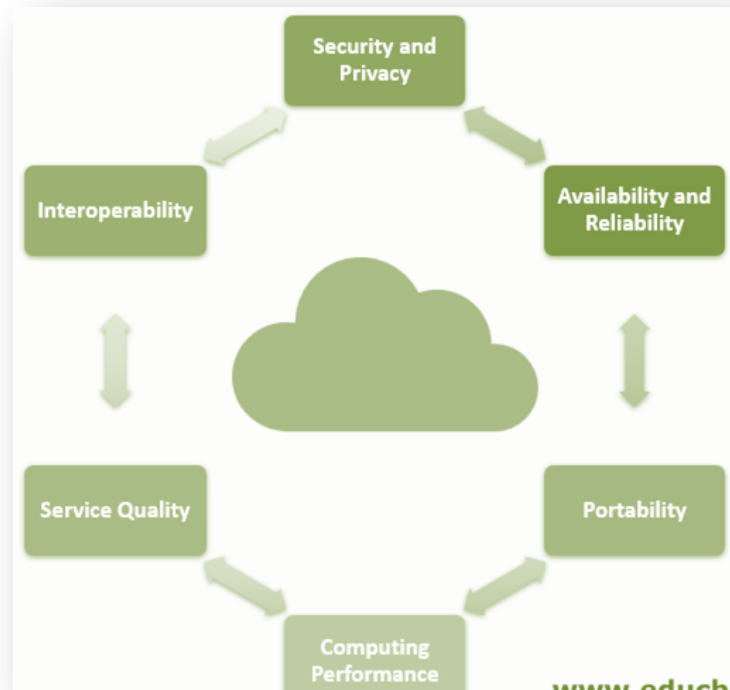 Security and
Privacy
Interoperability
Availability and
Reliability
Service Quality
Portability
Computing
Performance